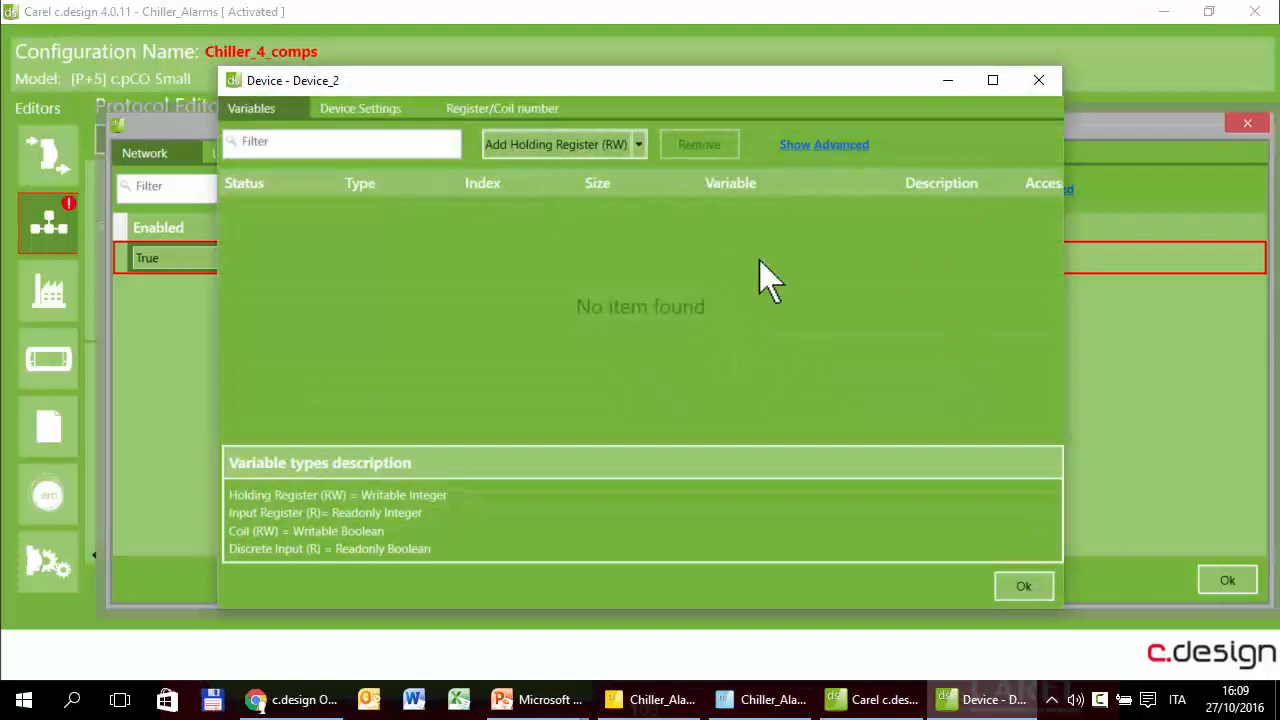 Carel c.design 4.0.11 - Chiller_Alarms [ Activated ]
Configuration Name: Chiller_4_comps
Model: [P+5] c.pCO Small
Editors
Protocol Edito
Device - Device_2
Variables Device Settings Register/Coil number
Network
Filter Add Holding Register (RW) Remove Show Advanced
Filter
Status Type Index Size Variable Description Acces
Enabled
True
No item found
Variable types description
Holding Register (RW) = Writable Integer
Input Register (R)= Readonly Integer
Coil (RW) = Writable Boolean
Discrete Input (R) = Readonly Boolean
Ok
Ok
c.design
c.design O... Microsoft ... Chiller_Ala... Chiller_Ala... Carel c.des... Device - D... ITA
16:09
27/10/2016